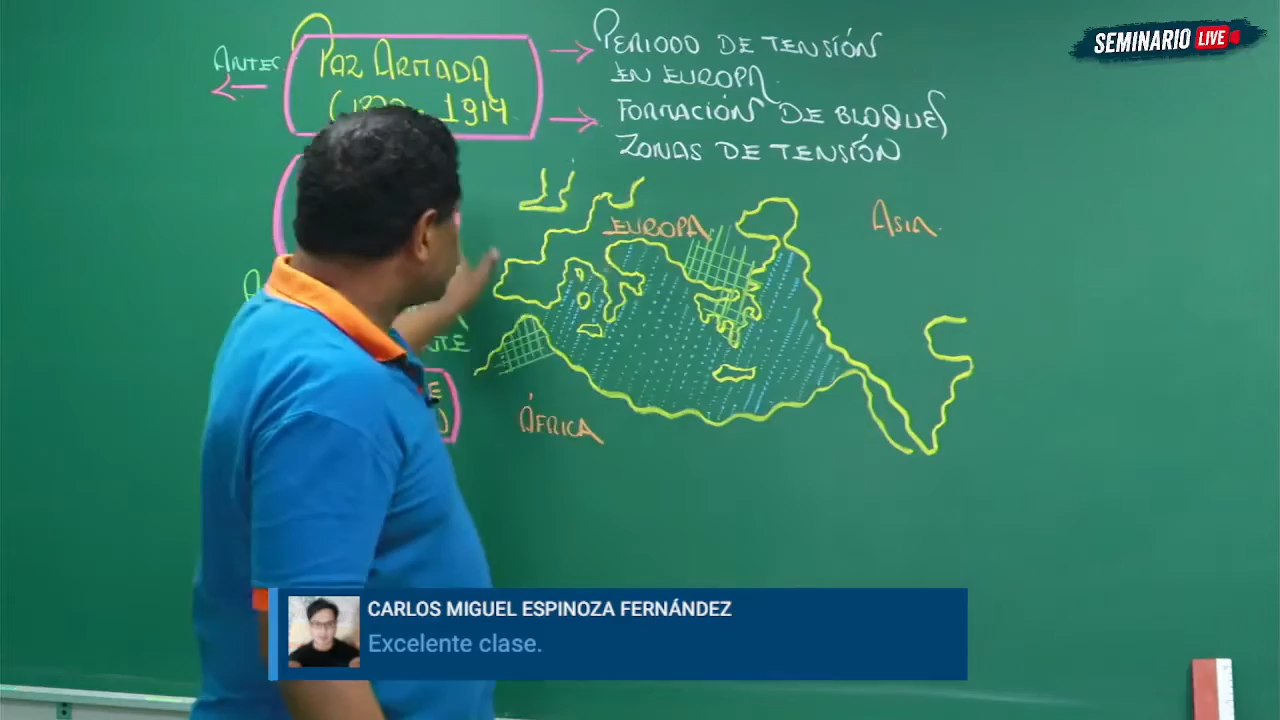 SEMINARIO LIVE
ANTEC
PAZ ARMADA
1914
PERIODO DE TENSIÓN
EN EUROPA
FORMACIÓN DE BLOQUES
ZONAS DE TENSIÓN
EUROPA
ASIA
ÁFRICA
CARLOS MIGUEL ESPINOZA FERNÁNDEZ
Excelente clase.